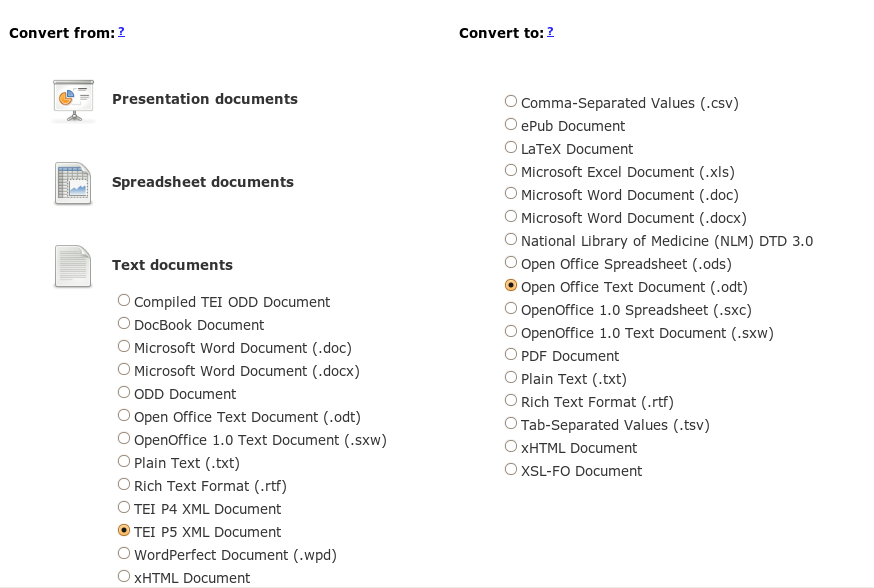 Convert from: ?
Presentation documents
Spreadsheet documents
Text documents
Compiled TEI ODD Document
DocBook Document
Microsoft Word Document (.doc)
Microsoft Word Document (.docx)
ODD Document
Open Office Text Document (.odt)
OpenOffice 1.0 Text Document (.sxw)
Plain Text (.txt)
Rich Text Format (.rtf)
TEI P4 XML Document
TEI P5 XML Document
WordPerfect Document (.wpd)
xHTML Document
Convert to: ?
Comma-Separated Values (.csv)
ePub Document
LaTeX Document
Microsoft Excel Document (.xls)
Microsoft Word Document (.doc)
Microsoft Word Document (.docx)
National Library of Medicine (NLM) DTD 3.0
Open Office Spreadsheet (.ods)
Open Office Text Document (.odt)
OpenOffice 1.0 Spreadsheet (.sxc)
OpenOffice 1.0 Text Document (.sxw)
PDF Document
Plain Text (.txt)
Rich Text Format (.rtf)
Tab-Separated Values (.tsv)
xHTML Document
XSL-FO Document